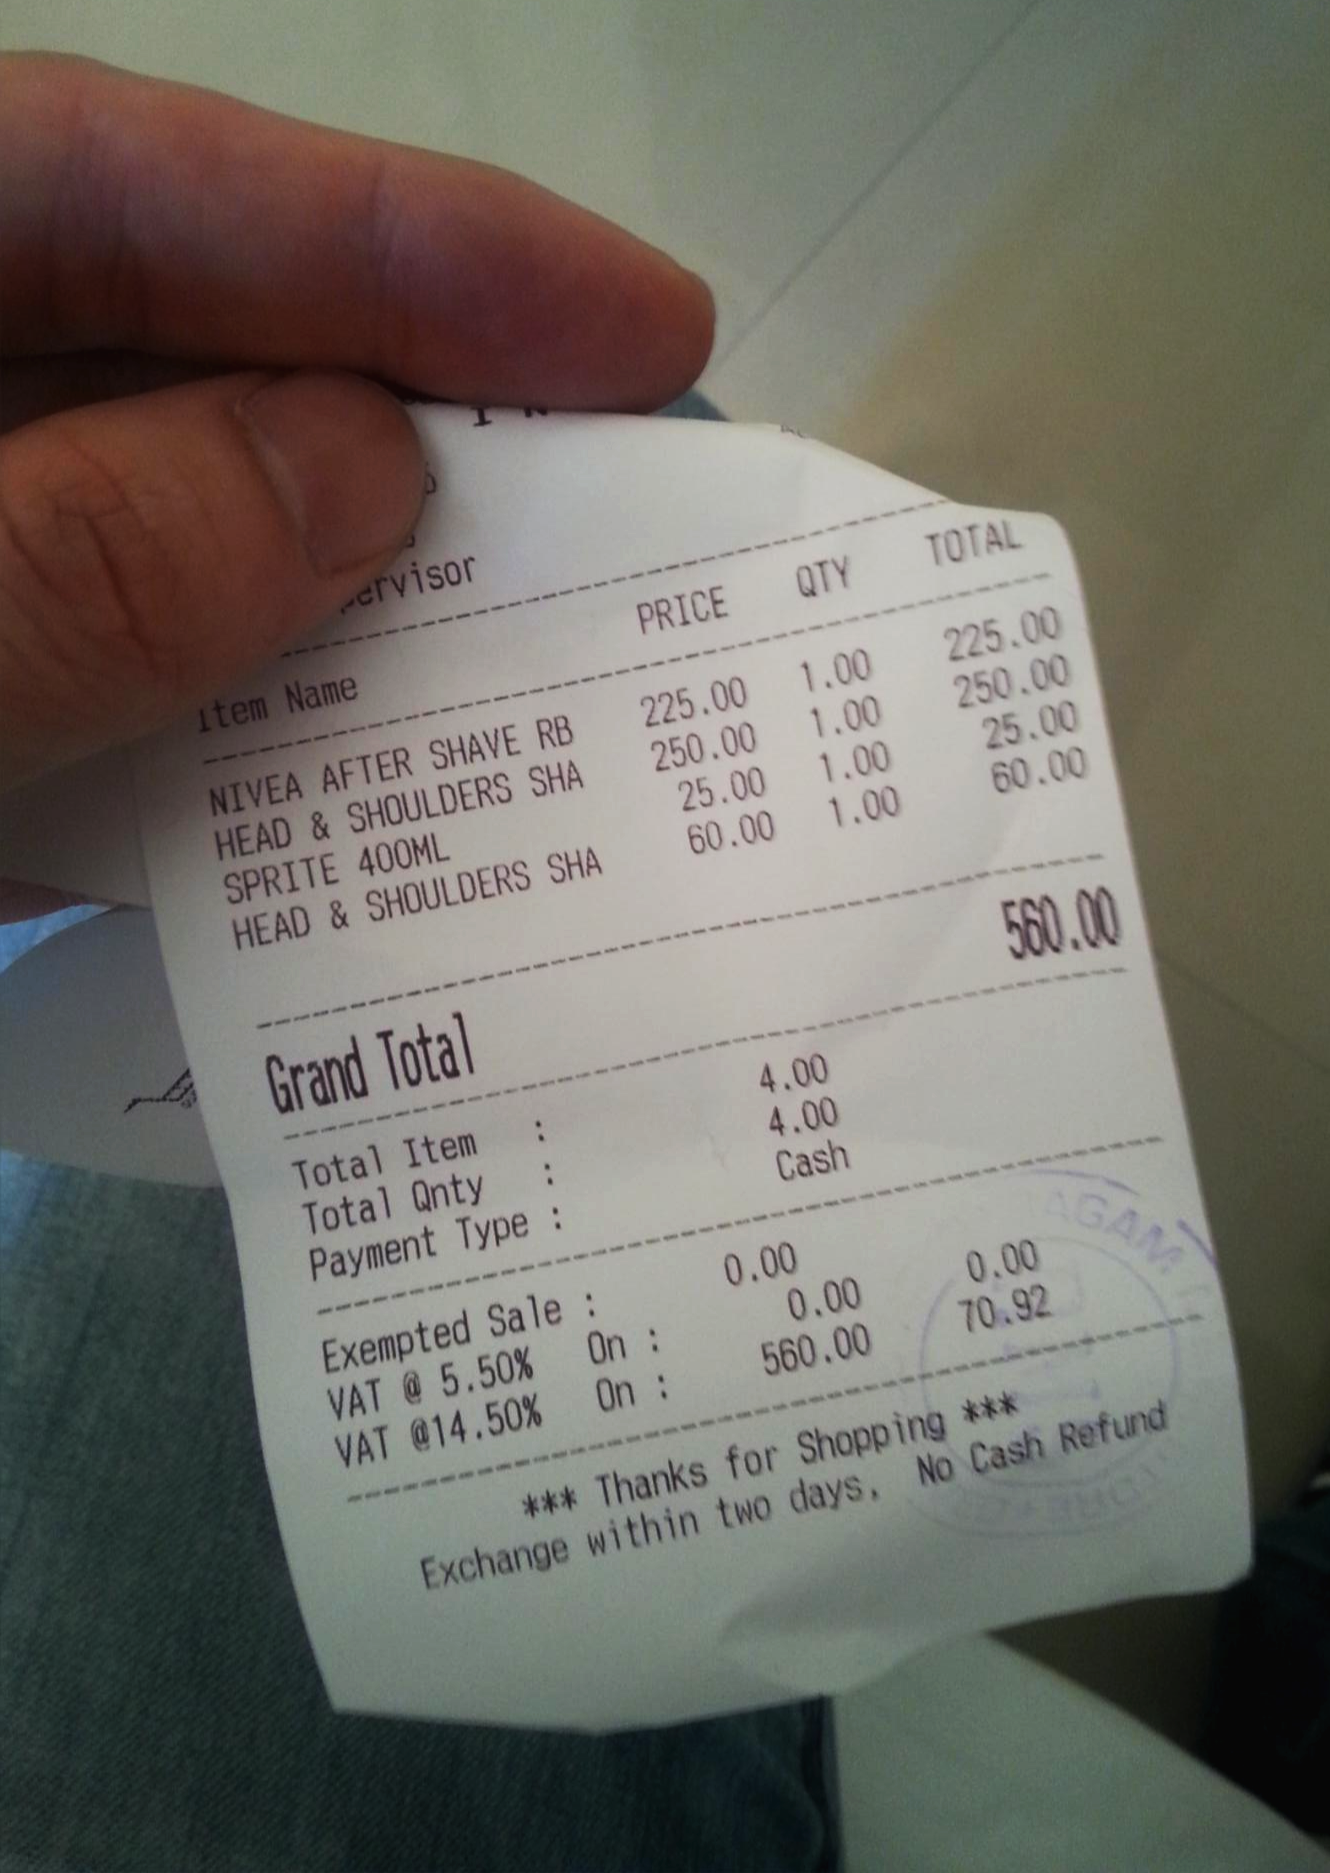 ervisor
Item Name PRICE QTY TOTAL
NIVEA AFTER SHAVE RB 225.00 1.00 225.00
HEAD & SHOULDERS SHA 250.00 1.00 250.00
SPRITE 400ML 25.00 1.00 25.00
HEAD & SHOULDERS SHA 60.00 1.00 60.00
Grand Total 560.00
Total Item : 4.00
Total Qnty : 4.00
Payment Type : Cash
Exempted Sale : 0.00
VAT @ 5.50% On : 0.00 0.00
VAT @14.50% On : 560.00 70.92
*** Thanks for Shopping ***
Exchange within two days, No Cash Refund
AGAM